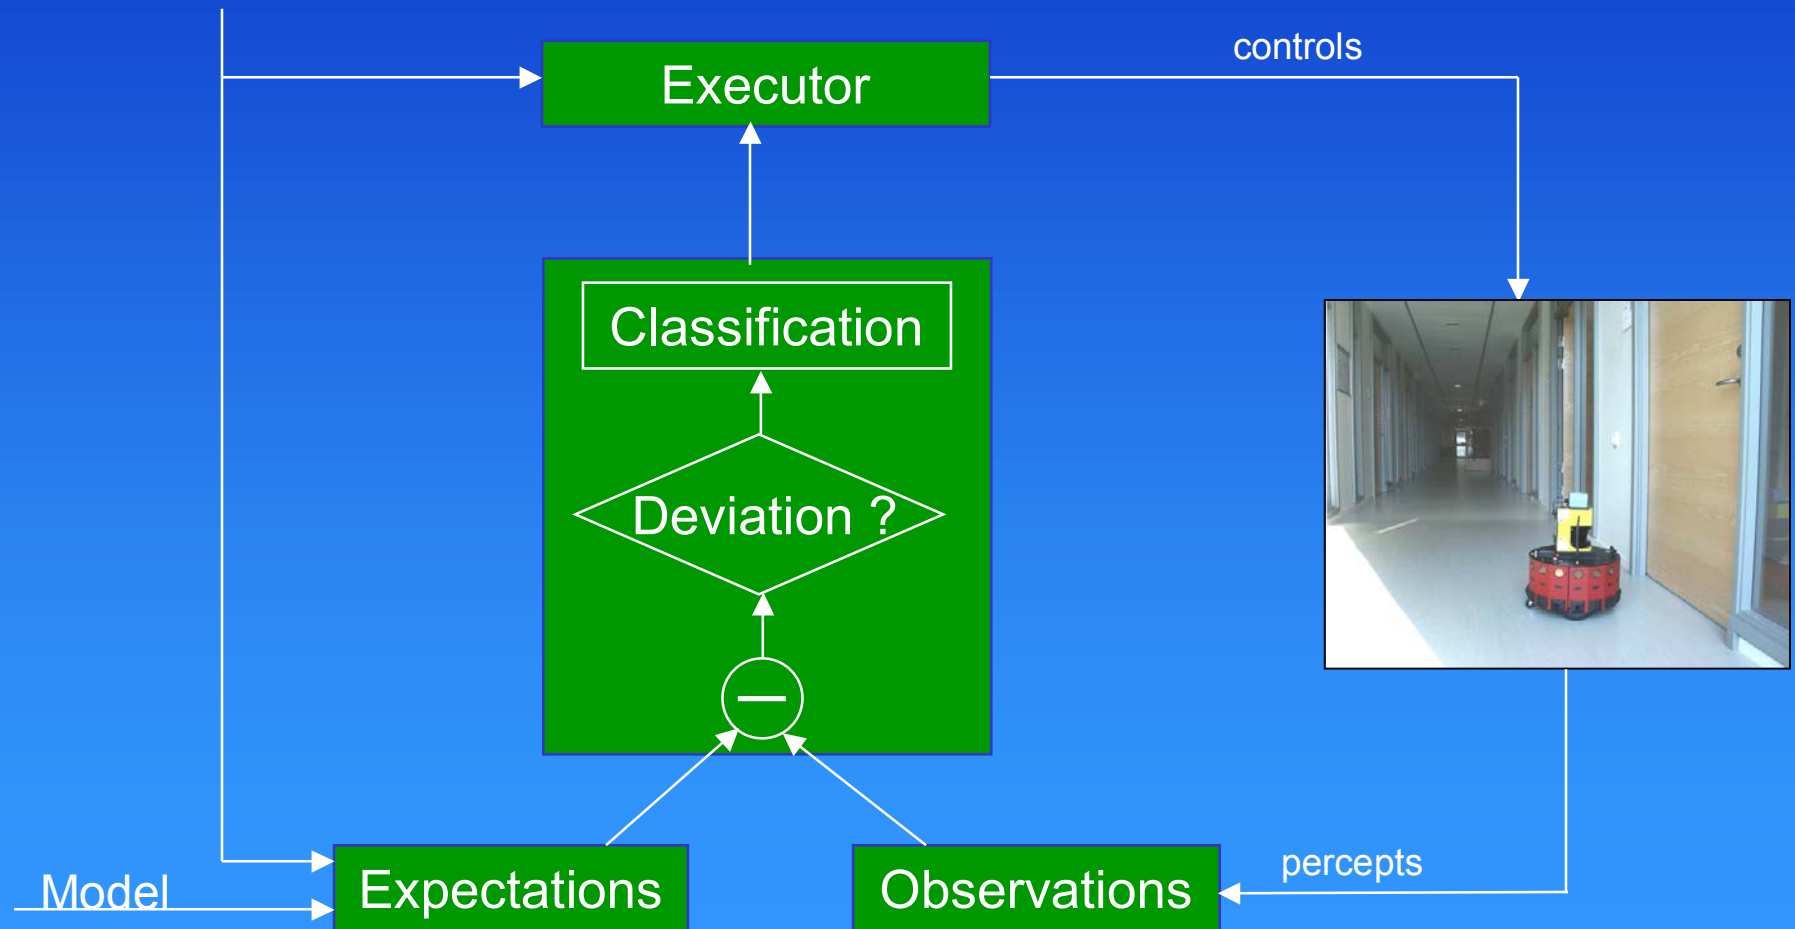 controls
Executor
Classification
Deviation ?
—
percepts
Model
Expectations
Observations